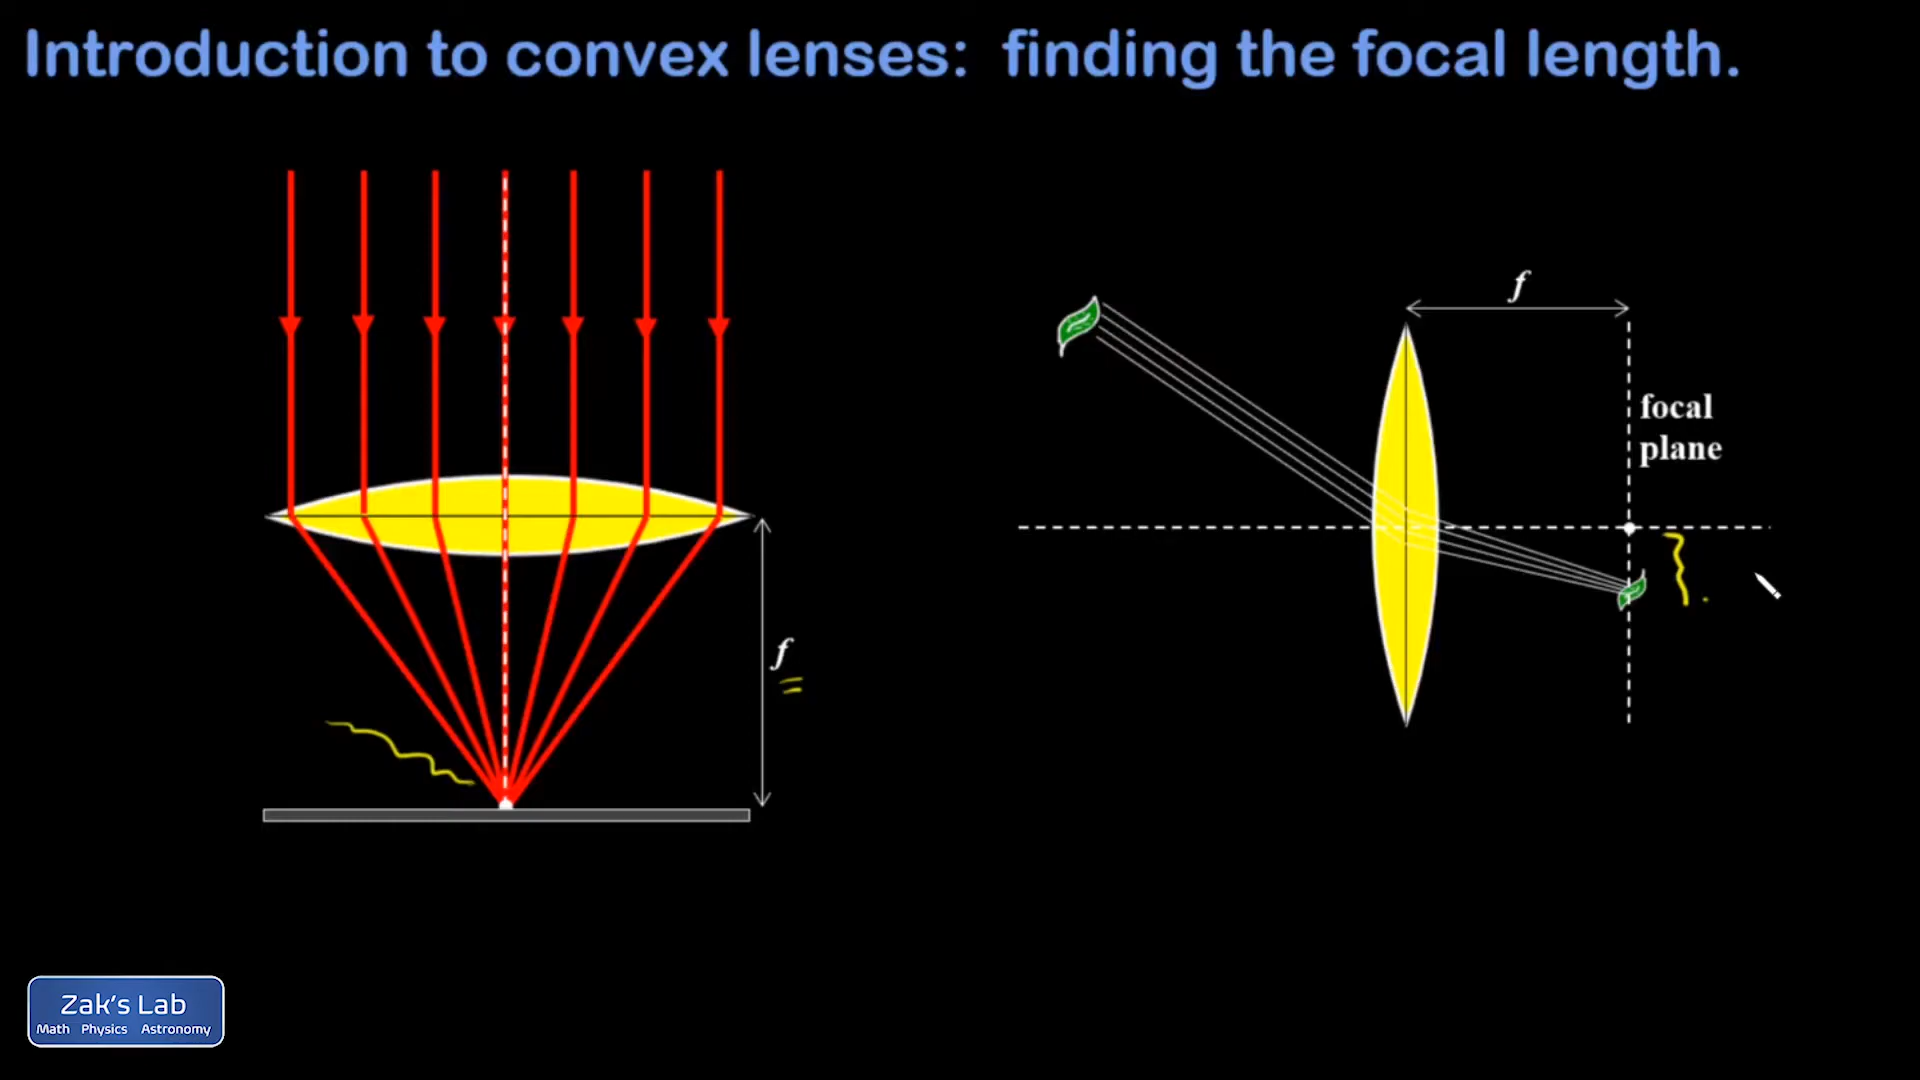 Introduction to convex lenses: finding the focal length.
f
focal
plane
f
Zak's Lab
Math Physics Astronomy